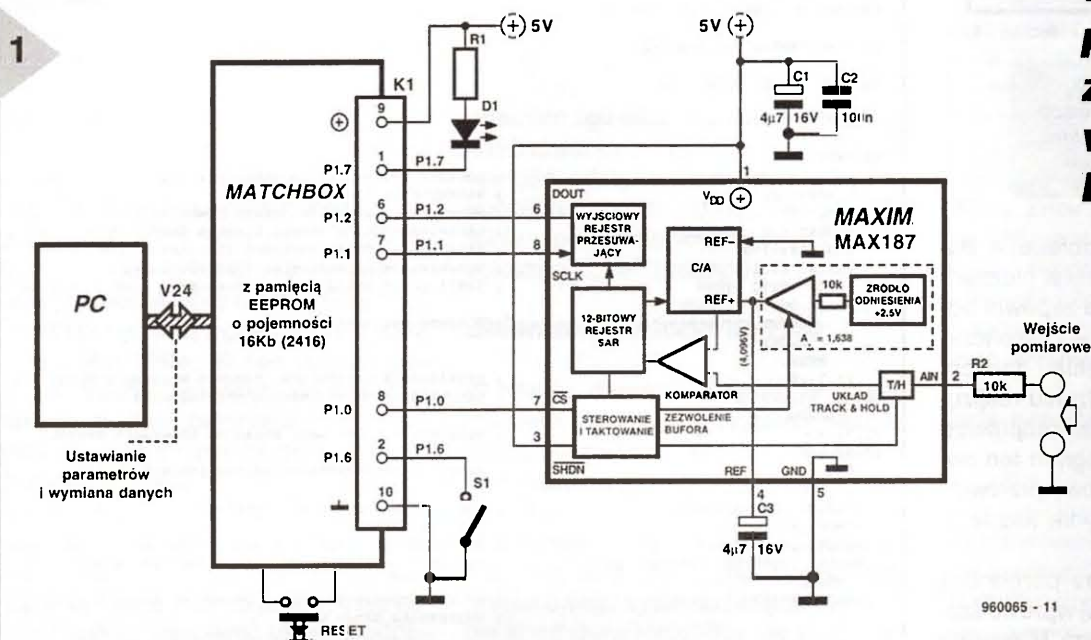 1
MATCHBOX
z pamięcią
EEPROM
o pojemności
16Kb (2416)
PC
V24
Ustawianie
parametrów
i wymiana danych
RESET
K1
9
1
P1.7
6
P1.2
7
P1.1
8
P1.0
2
P1.6
10
R1
D1
5V
P1.7
P1.2
P1.1
P1.0
P1.6
S1
5V
C1
4µ7 16V
C2
100n
1
VDD
MAXIM
MAX187
DOUT
6
8
SCLK
7
CS
3
SHDN
WYJŚCIOWY
REJESTR
PRZESUWA-
JĄCY
12-BITOWY
REJESTR
SAR
STEROWANIE
I TAKTOWANIE
REF–
C/A
REF+
(4,096V)
KOMPARATOR
ZEZWOLENIE
BUFORA
10k
ŹRÓDŁO
ODNIESIENIA
+2.5V
= 1,638
T/H
UKŁAD
TRACK & HOLD
AIN
2
R2
10k
Wejście
pomiarowe
REF
GND
4
5
C3
4µ7 16V
960065 - 11